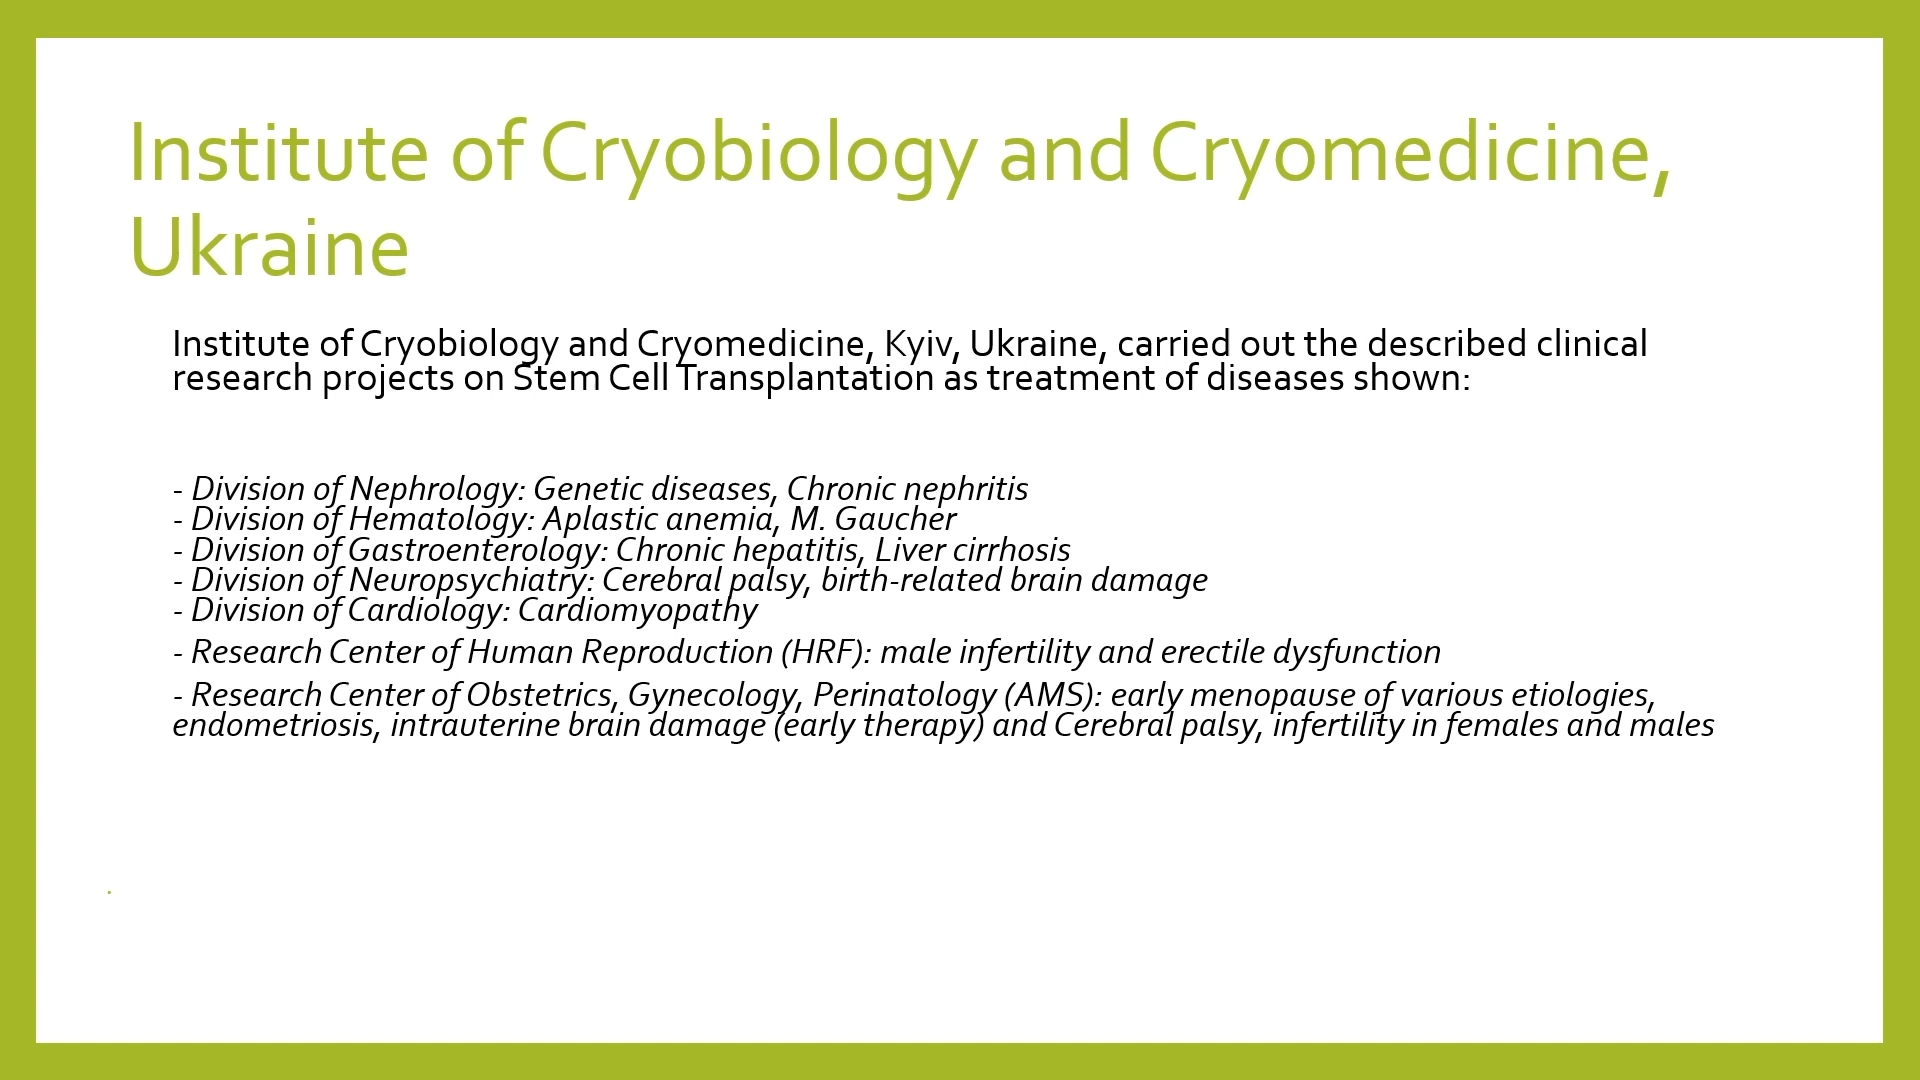 Institute of Cryobiology and Cryomedicine,
Ukraine
Institute of Cryobiology and Cryomedicine, Kyiv, Ukraine, carried out the described clinical
research projects on Stem Cell Transplantation as treatment of diseases shown:
- Division of Nephrology: Genetic diseases, Chronic nephritis
- Division of Hematology: Aplastic anemia, M. Gaucher
- Division of Gastroenterology: Chronic hepatitis, Liver cirrhosis
- Division of Neuropsychiatry: Cerebral palsy, birth-related brain damage
- Division of Cardiology: Cardiomyopathy
- Research Center of Human Reproduction (HRF): male infertility and erectile dysfunction
- Research Center of Obstetrics, Gynecology, Perinatology (AMS): early menopause of various etiologies,
endometriosis, intrauterine brain damage (early therapy) and Cerebral palsy, infertility in females and males